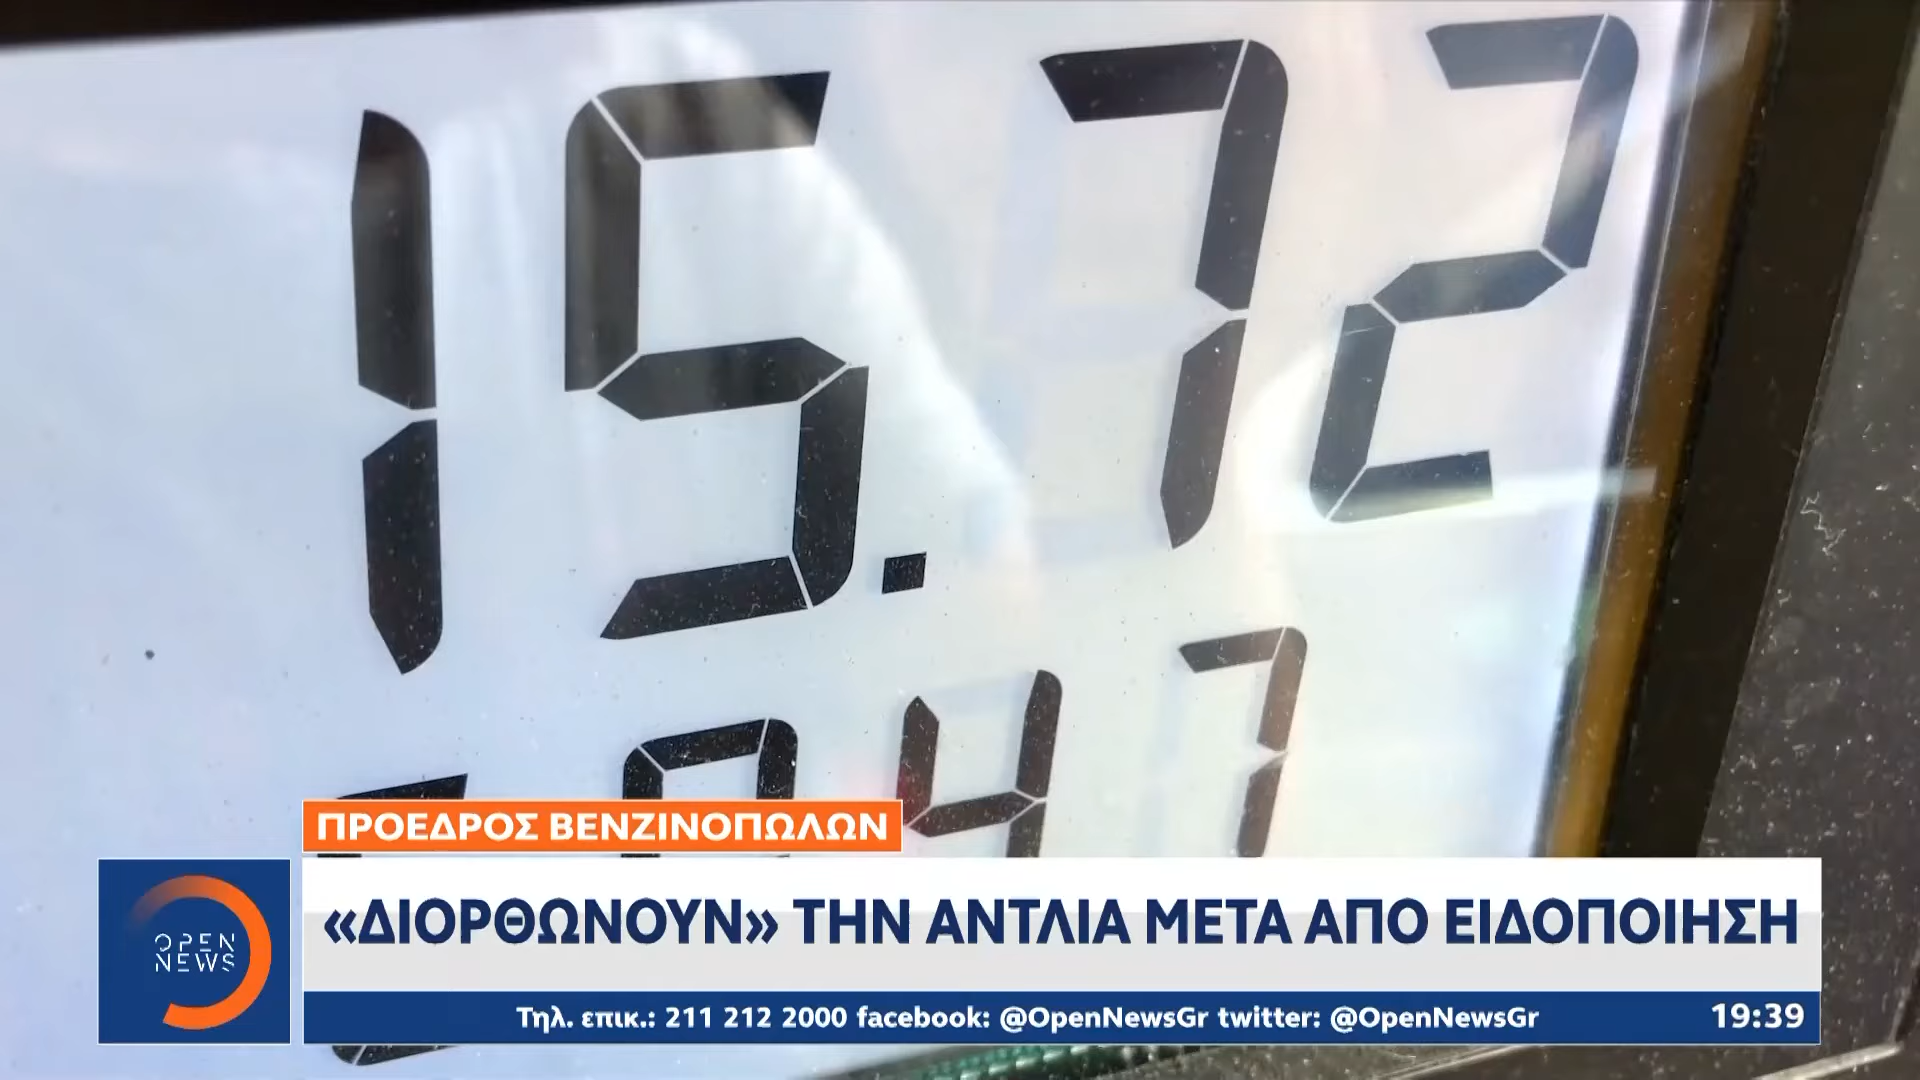 15.72
47
ΠΡΟΕΔΡΟΣ ΒΕΝΖΙΝΟΠΩΛΩΝ
«ΔΙΟΡΘΩΝΟΥΝ» ΤΗΝ ΑΝΤΛΙΑ ΜΕΤΑ ΑΠΟ ΕΙΔΟΠΟΙΗΣΗ
OPEN
NEWS
Τηλ. επικ.: 211 212 2000 facebook: @OpenNewsGr twitter: @OpenNewsGr 19:39